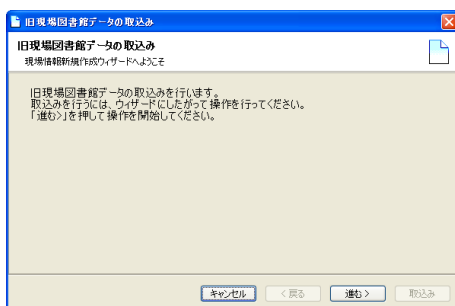 旧現場図書館データの取込み
旧現場図書館データの取込み
現場情報新規作成ウィザードへようこそ
旧現場図書館データの取込みを行います。
取込みを行うには、ウィザードにしたがって操作を行ってください。
「進む>」を押して操作を開始してください。
キャンセル
< 戻る
進む >
取込み